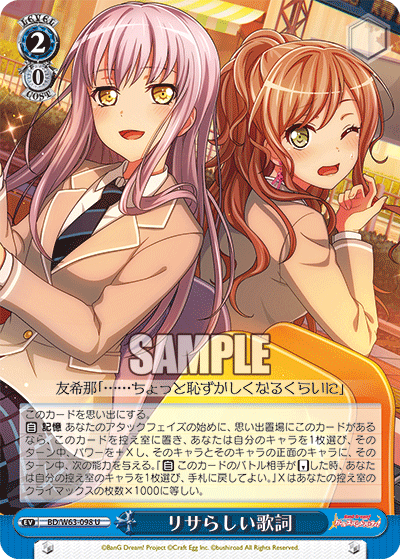 LEVEL
2
0
COST
SAMPLE
友希那「……ちょっと恥ずかしくなるくらいに」
このカードを思い出にする。
自 記憶 あなたのアタックフェイズの始めに、思い出置場にこのカードがある
なら、このカードを控え室に置き、あなたは自分のキャラを1枚選び、そのタ
ーン中、パワーを+Xし、そのキャラとそのキャラの正面のキャラに、そのタ
ーン中、次の能力を与える。『自 このカードのバトル相手が した時、あなた
は自分の控え室のキャラを1枚選び、手札に戻してよい。』Xはあなたの控え室の
クライマックスの枚数×1000に等しい。
EV
BD/W63-098 U
リサらしい歌詞
©BanG Dream! Project ©Craft Egg Inc. ©bushiroad All Rights Reserved.